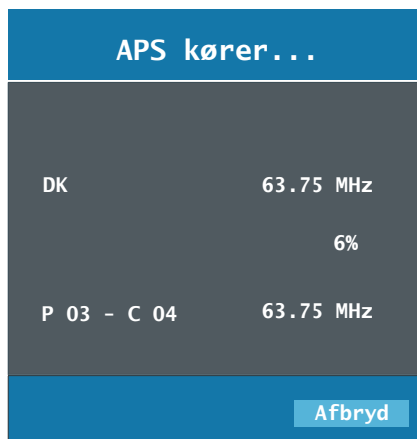 APS kører...
DK 63.75 MHz
6%
P 03 - C 04 63.75 MHz
Afbryd